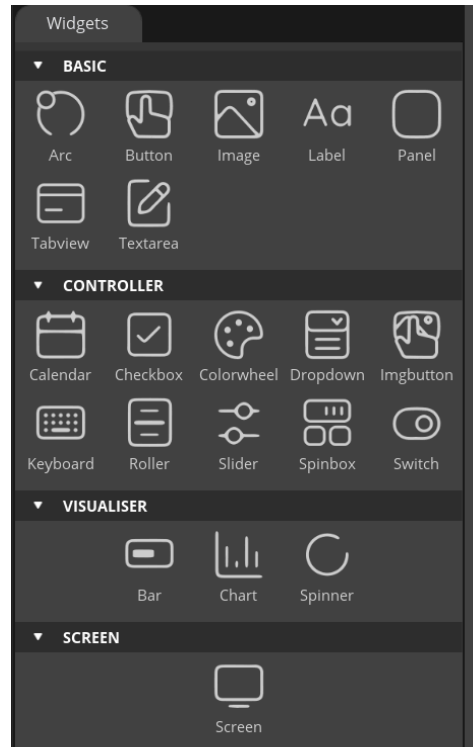 Widgets
BASIC
Arc Button Image Label Panel
Tabview Textarea
CONTROLLER
Calendar Checkbox Colorwheel Dropdown Imgbutton
Keyboard Roller Slider Spinbox Switch
VISUALISER
Bar Chart Spinner
SCREEN
Screen